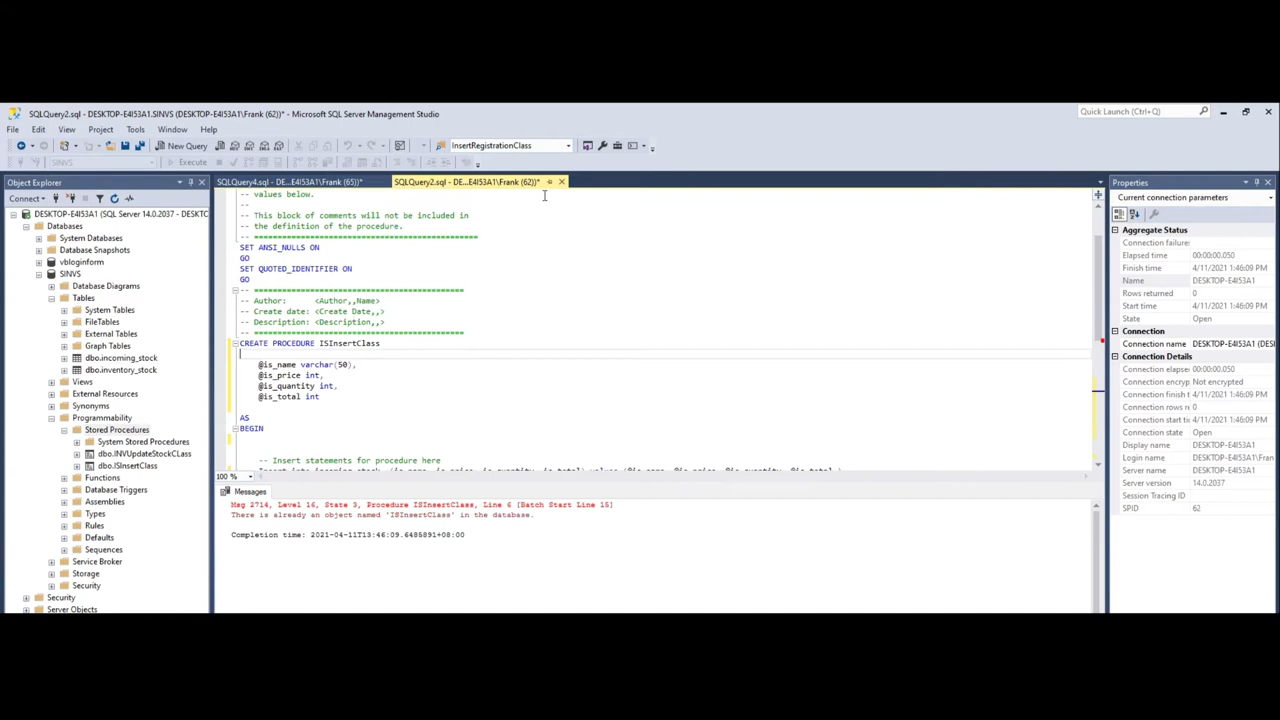 SQLQuery2.sql - DESKTOP-E4I53A1.SINVS (DESKTOP-E4I53A1\Frank (62))* - Microsoft SQL Server Management Studio
Quick Launch (Ctrl+Q)
File Edit View Project Tools Window Help
New Query InsertRegistrationClass
SINVS Execute
Object Explorer
SQLQuery4.sql - DE...E4I53A1\Frank (65))*
SQLQuery2.sql - DE...E4I53A1\Frank (62))*
Properties
Connect
DESKTOP-E4I53A1 (SQL Server 14.0.2037 - DESKTO
Databases
System Databases
Database Snapshots
vbloginform
SINVS
Database Diagrams
Tables
System Tables
FileTables
External Tables
Graph Tables
dbo.incoming_stock
dbo.inventory_stock
Views
External Resources
Synonyms
Programmability
Stored Procedures
System Stored Procedures
dbo.INVUpdateStockCLass
dbo.ISInsertClass
Functions
Database Triggers
Assemblies
Types
Rules
Defaults
Sequences
Service Broker
Storage
Security
Security
Server Objects
-- values below.
--
-- This block of comments will not be included in
-- the definition of the procedure.
-- ================================================
SET ANSI_NULLS ON
GO
SET QUOTED_IDENTIFIER ON
GO
-- =============================================
-- Author: <Author,,Name>
-- Create date: <Create Date,,>
-- Description: <Description,,>
-- =============================================
CREATE PROCEDURE ISInsertClass
@is_name varchar(50),
@is_price int,
@is_quantity int,
@is_total int
AS
BEGIN
-- Insert statements for procedure here
100 %
Messages
Msg 2714, Level 16, State 3, Procedure ISInsertClass, Line 6 [Batch Start Line 15]
There is already an object named 'ISInsertClass' in the database.
Completion time: 2021-04-11T13:46:09.6485891+08:00
Current connection parameters
Aggregate Status
Connection failure:
Elapsed time 00:00:00.050
Finish time 4/11/2021 1:46:09 PM
Name DESKTOP-E4I53A1
Rows returned 0
Start time 4/11/2021 1:46:09 PM
State Open
Connection
Connection name DESKTOP-E4I53A1 (DES
Connection Details
Connection elapse 00:00:00.050
Connection encryp Not encrypted
Connection finish t 4/11/2021 1:46:09 PM
Connection rows re 0
Connection start ti 4/11/2021 1:46:09 PM
Connection state Open
Display name DESKTOP-E4I53A1
Login name DESKTOP-E4I53A1\Fran
Server name DESKTOP-E4I53A1
Server version 14.0.2037
Session Tracing ID
SPID 62